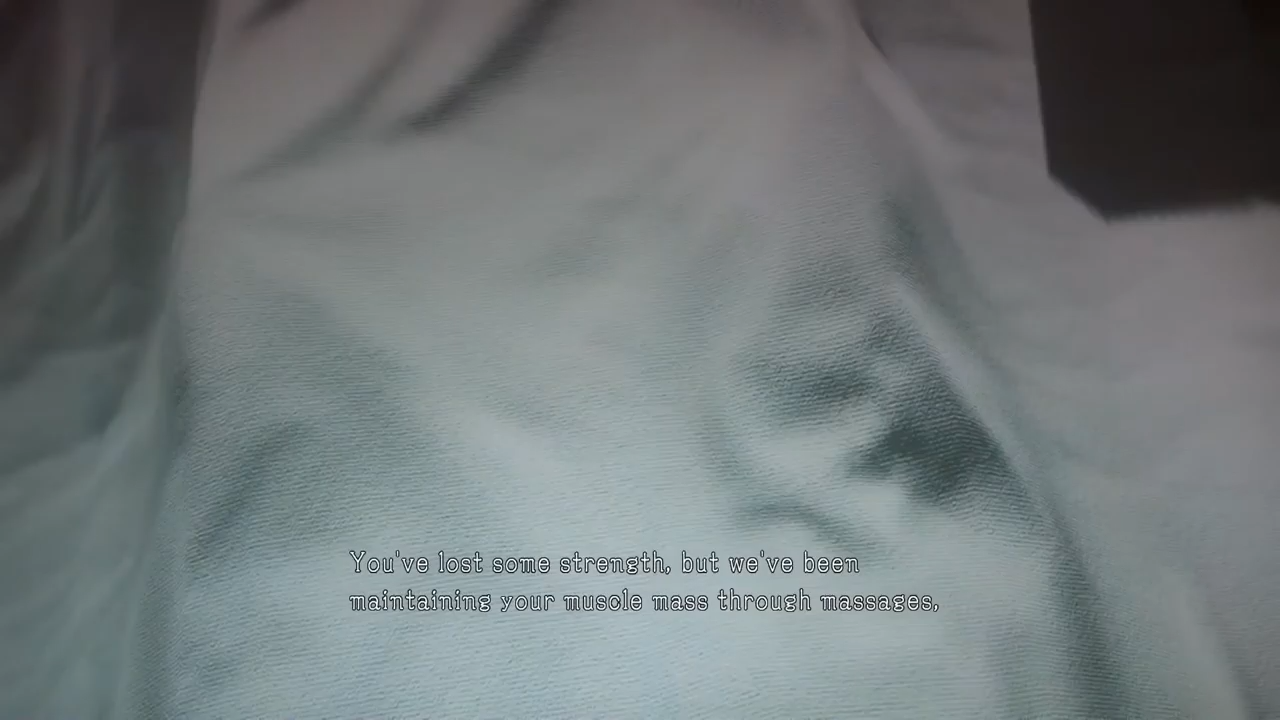 You've lost some strength, but we've been
maintaining your muscle mass through massages,